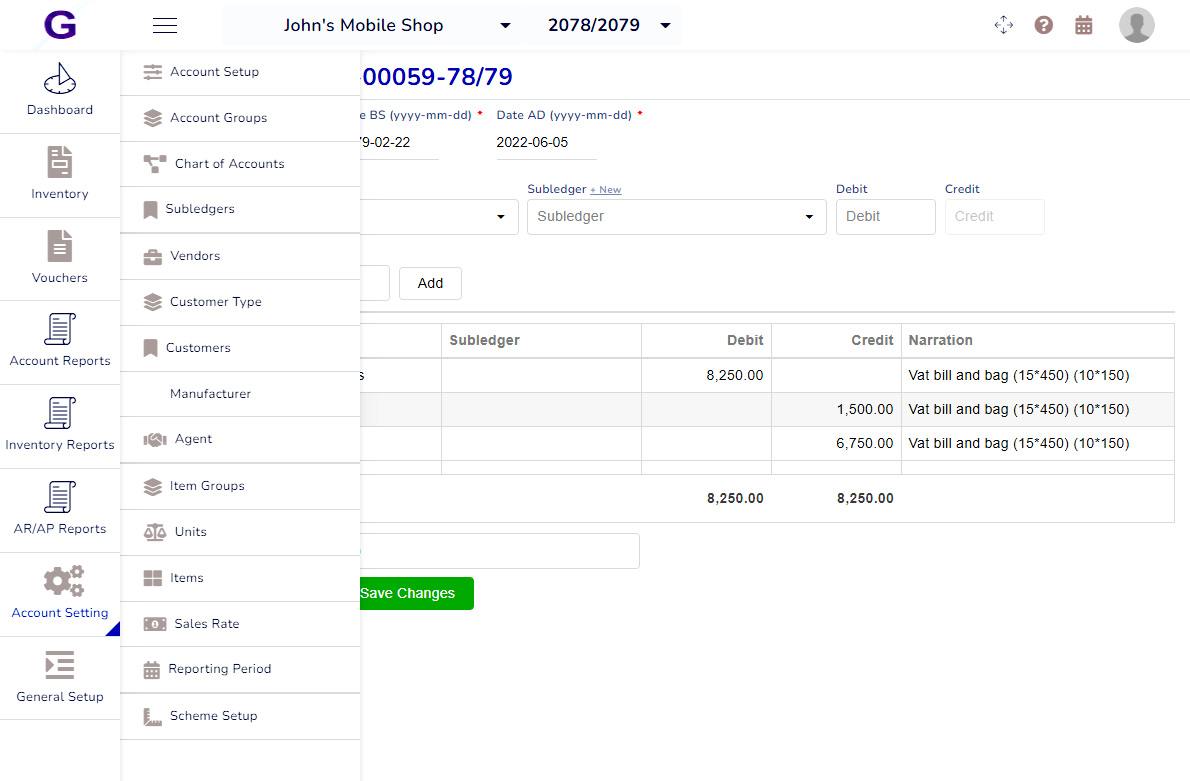 G
John's Mobile Shop
2078/2079
Dashboard
Inventory
Vouchers
Account Reports
Inventory Reports
AR/AP Reports
Account Setting
General Setup
Account Setup
Account Groups
Chart of Accounts
Subledgers
Vendors
Customer Type
Customers
Manufacturer
Agent
Item Groups
Units
Items
Sales Rate
Reporting Period
Scheme Setup
-00059-78/79
e BS (yyyy-mm-dd) * Date AD (yyyy-mm-dd) *
79-02-22 2022-06-05
Subledger + New Debit Credit
Subledger Debit Credit
Add
Subledger Debit Credit Narration
s 8,250.00 Vat bill and bag (15*450) (10*150)
1,500.00 Vat bill and bag (15*450) (10*150)
6,750.00 Vat bill and bag (15*450) (10*150)
8,250.00 8,250.00
Save Changes